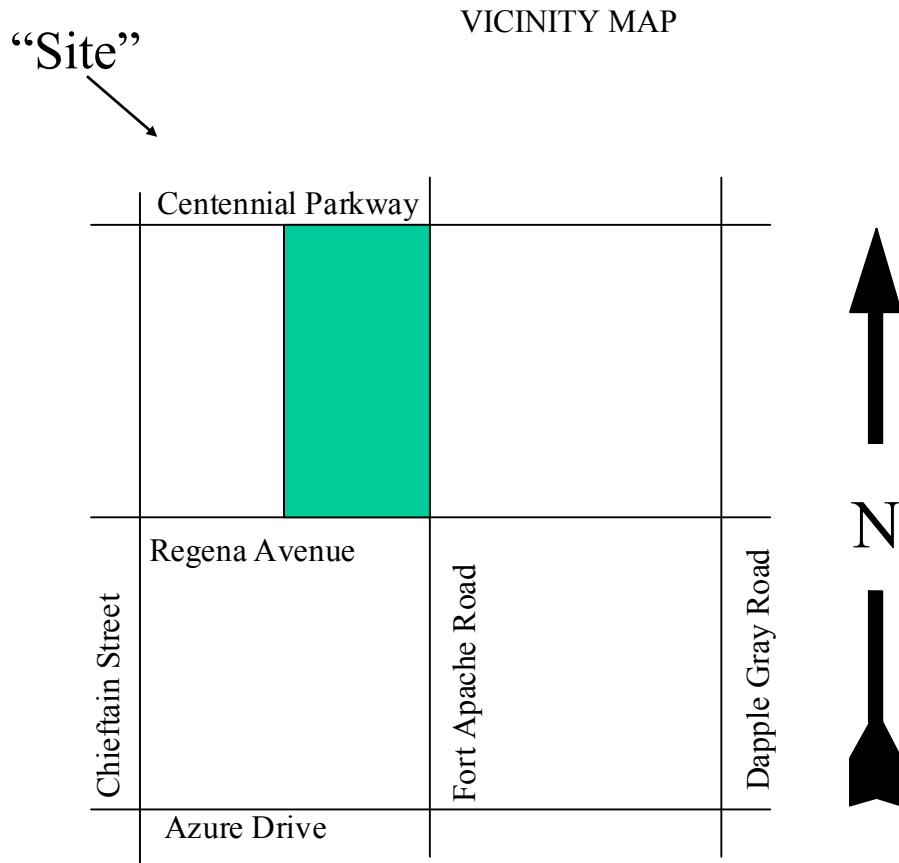 VICINITY MAP
“Site”
Centennial Parkway
Regena Avenue
N
Chieftain Street
Fort Apache Road
Dapple Gray Road
Azure Drive